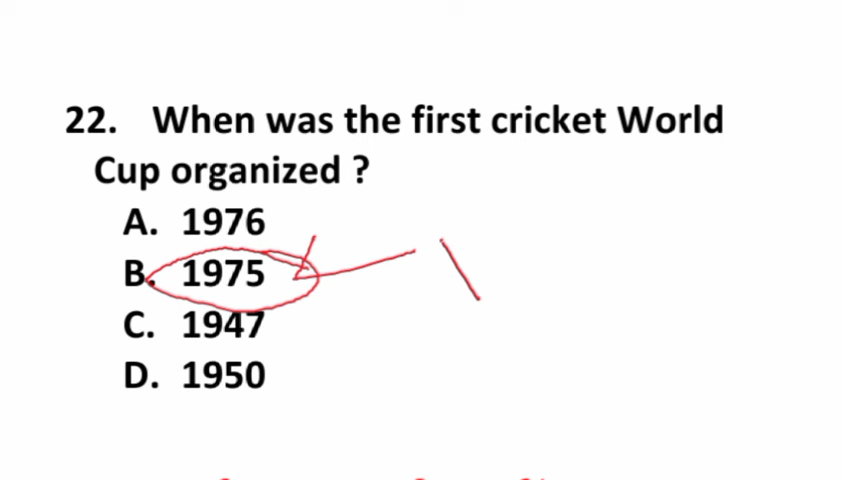 22. When was the first cricket World
Cup organized ?
A. 1976
B. 1975
C. 1947
D. 1950